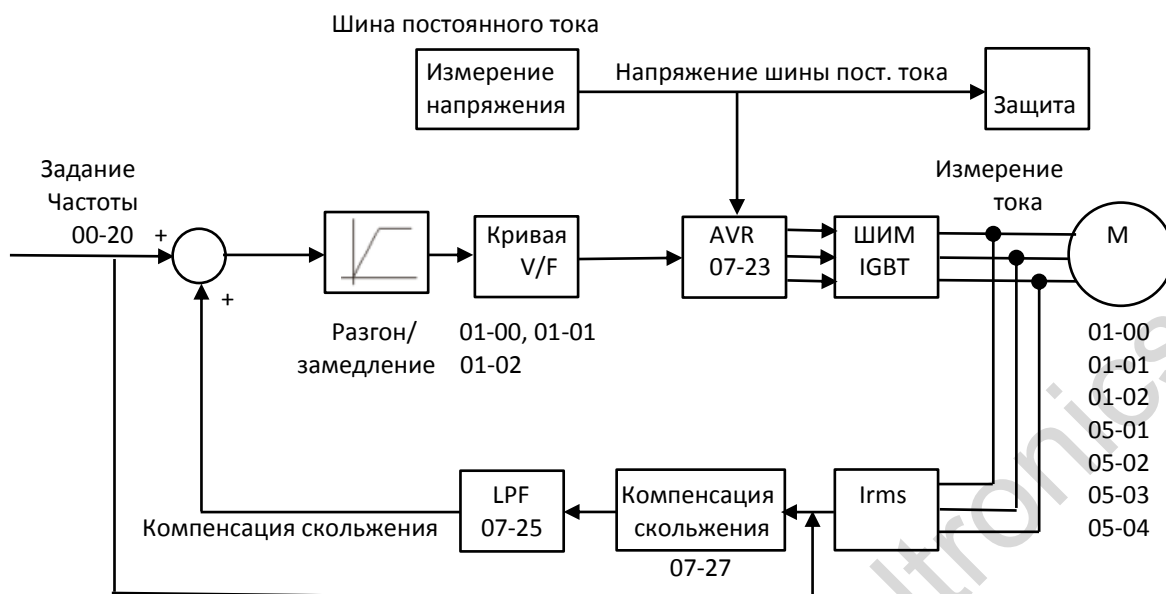 Шина постоянного тока
Измерение
напряжения
Напряжение шины пост. тока
Защита
Задание
Частоты
00-20
+
+
Разгон/
замедление
Кривая
V/F
01-00, 01-01
01-02
AVR
07-23
ШИМ
IGBT
Измерение
тока
M
01-00
01-01
01-02
05-01
05-02
05-03
05-04
Компенсация скольжения
LPF
07-25
Компенсация
скольжения
07-27
Irms
ltronics